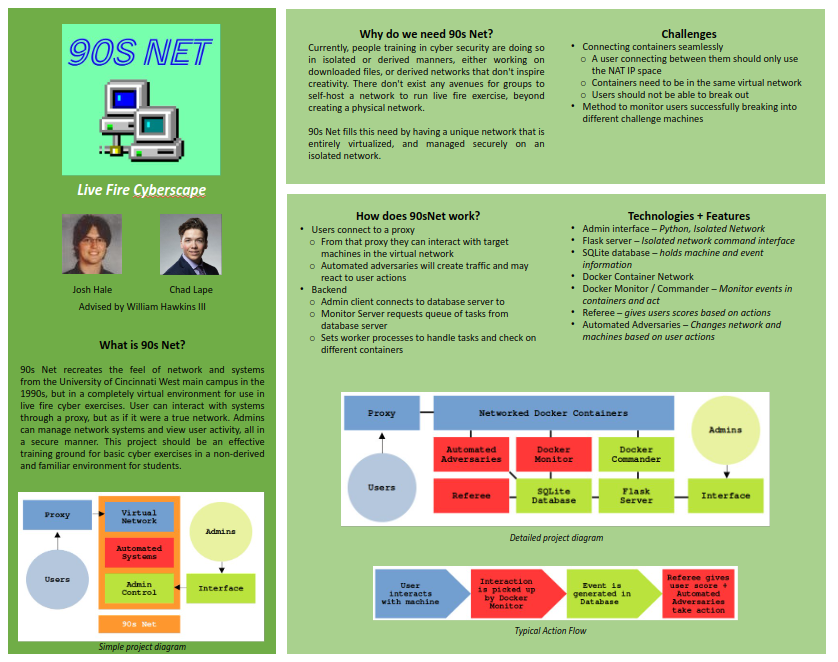 90S NET
Live Fire Cyberscape
Josh Hale
Chad Lape
Advised by William Hawkins III
What is 90s Net?
90s Net recreates the feel of network and systems
from the University of Cincinnati West main campus in the
1990s, but in a completely virtual environment for use in
live fire cyber exercises. User can interact with systems
through a proxy, but as if it were a true network. Admins
can manage network systems and view user activity, all in
a secure manner. This project should be an effective
training ground for basic cyber exercises in a non-derived
and familiar environment for students.
Proxy
Virtual
Network
Admins
Automated
Systems
Users
Admin
Control
Interface
90s Net
Simple project diagram
Why do we need 90s Net?
Currently, people training in cyber security are doing so
in isolated or derived manners, either working on
downloaded files, or derived networks that don't inspire
creativity. There don't exist any avenues for groups to
self-host a network to run live fire exercise, beyond
creating a physical network.
90s Net fills this need by having a unique network that is
entirely virtualized, and managed securely on an
isolated network.
Challenges
• Connecting containers seamlessly
o A user connecting between them should only use
the NAT IP space
o Containers need to be in the same virtual network
o Users should not be able to break out
• Method to monitor users successfully breaking into
different challenge machines
How does 90sNet work?
• Users connect to a proxy
o From that proxy they can interact with target
machines in the virtual network
o Automated adversaries will create traffic and may
react to user actions
• Backend
o Admin client connects to database server to
o Monitor Server requests queue of tasks from
database server
o Sets worker processes to handle tasks and check on
different containers
Technologies + Features
• Admin interface – Python, Isolated Network
• Flask server – Isolated network command interface
• SQLite database – holds machine and event
information
• Docker Container Network
• Docker Monitor / Commander – Monitor events in
containers and act
• Referee – gives users scores based on actions
• Automated Adversaries – Changes network and
machines based on user actions
Proxy
Networked Docker Containers
Admins
Automated
Adversaries
Docker
Monitor
Docker
Commander
Users
Referee
SQLite
Database
Flask
Server
Interface
Detailed project diagram
User
interacts
with machine
Interaction
is picked up
by Docker
Monitor
Event is
generated in
Database
Referee gives
user score +
Automated
Adversaries
take action
Typical Action Flow